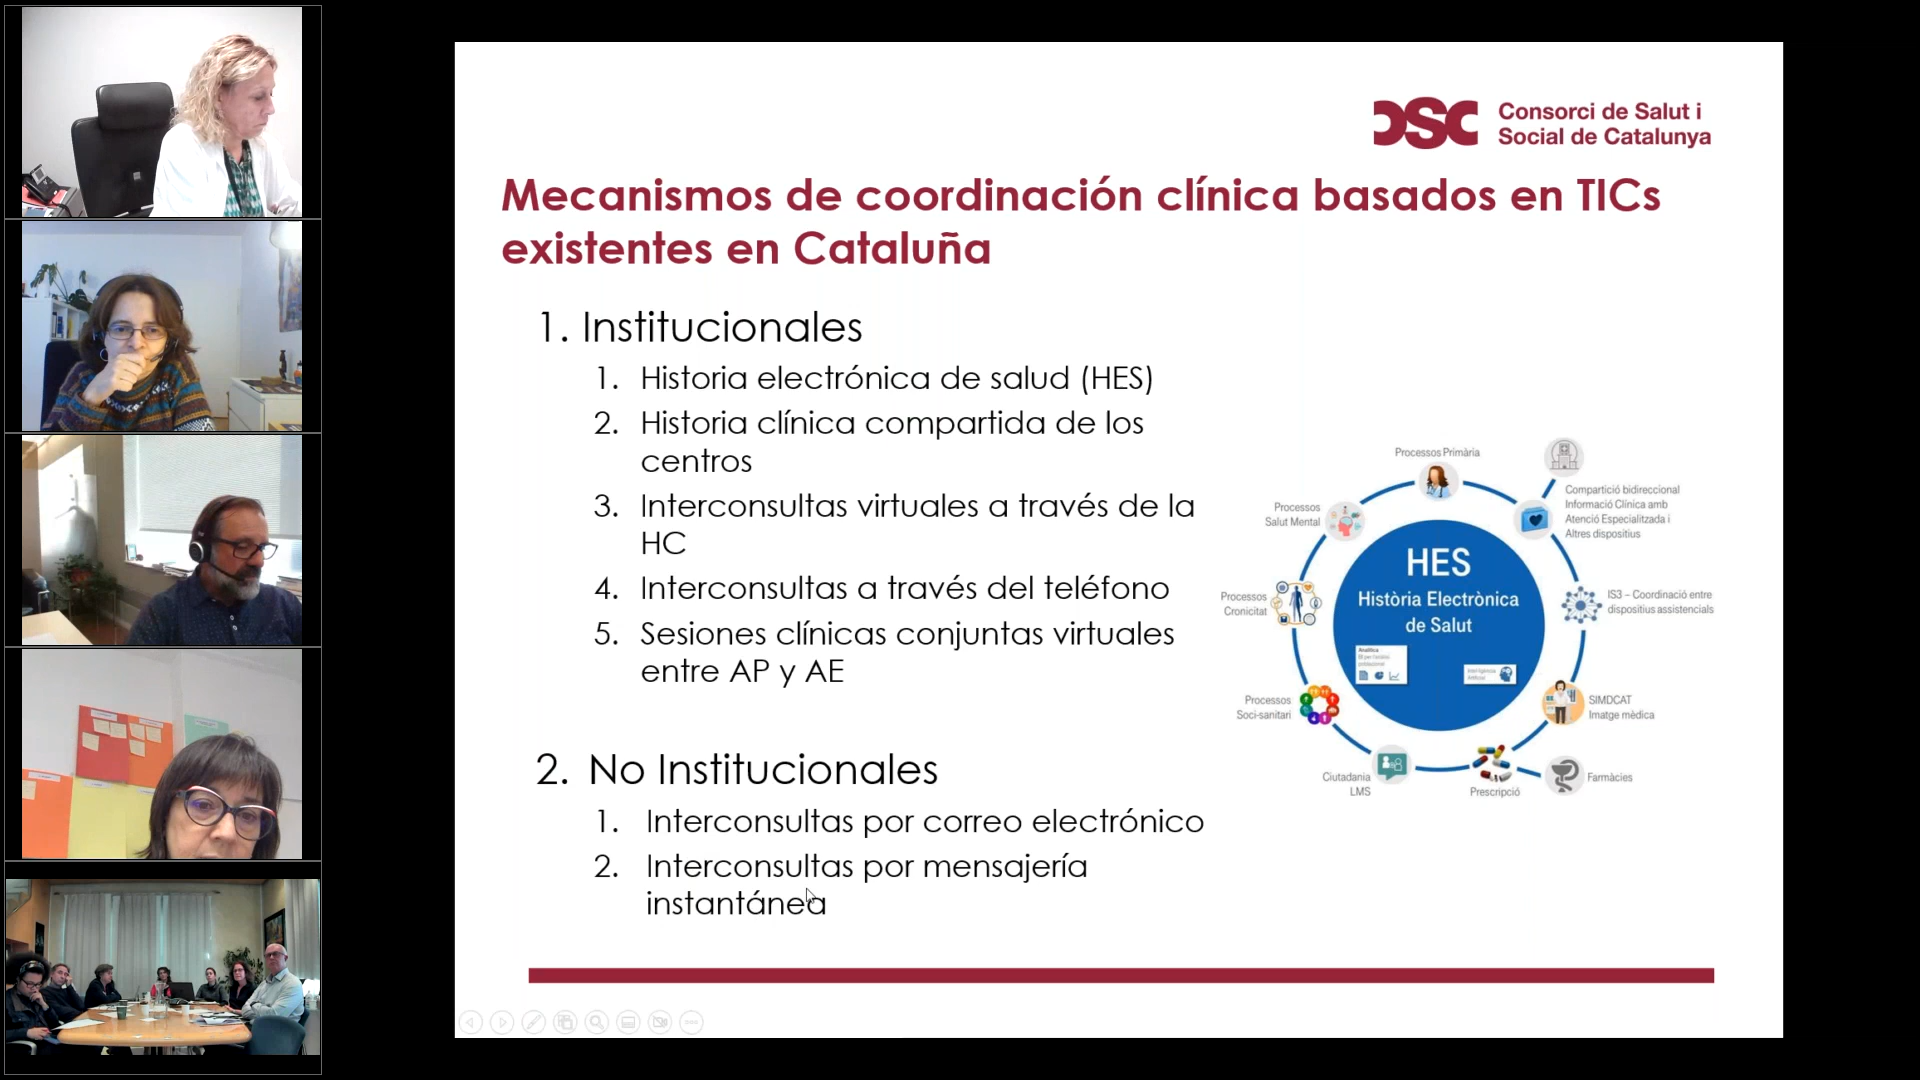 CSC Consorci de Salut i
Social de Catalunya
Mecanismos de coordinación clínica basados en TICs
existentes en Cataluña
1. Institucionales
1. Historia electrónica de salud (HES)
2. Historia clínica compartida de los
centros
3. Interconsultas virtuales a través de la
HC
4. Interconsultas a través del teléfono
5. Sesiones clínicas conjuntas virtuales
entre AP y AE
2. No Institucionales
1. Interconsultas por correo electrónico
2. Interconsultas por mensajería
instantánea
Processos Primària
Compartició bidireccional
Informació Clínica amb
Atenció Especialitzada i
Altres dispositius
Processos
Salut Mental
HES
Història Electrònica
de Salut
Processos
Cronicitat
IS3 – Coordinació entre
dispositius assistencials
Analítica
Processos
Soci-sanitari
SIMDCAT
Imatge mèdica
Ciutadania
LMS
Prescripció
Farmàcies